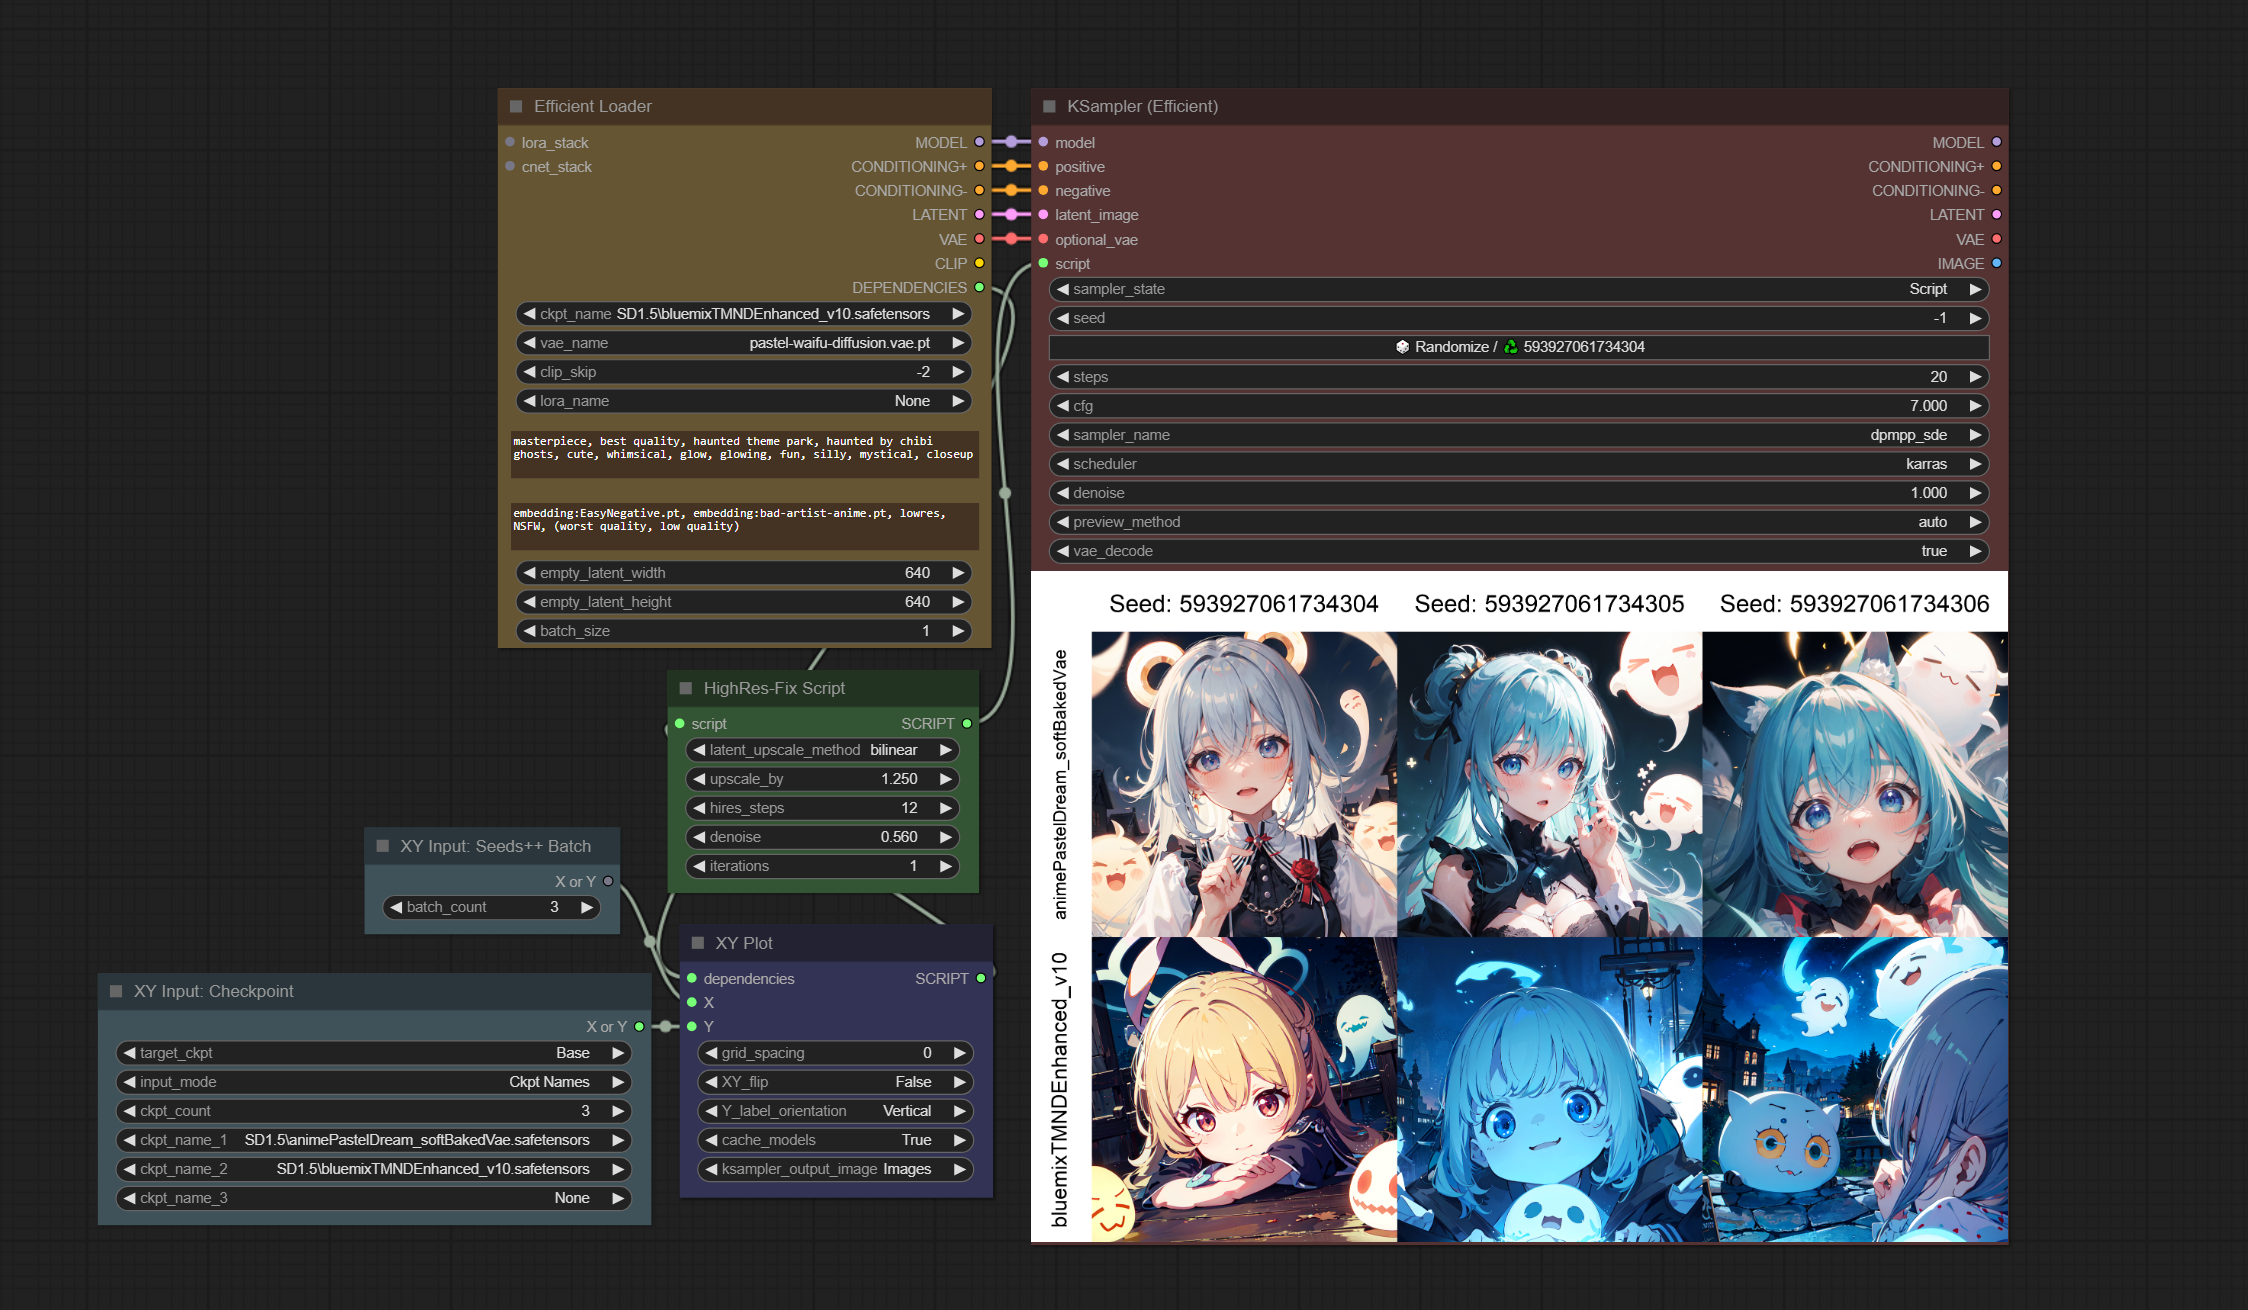 Efficient Loader
lora_stack MODEL
cnet_stack CONDITIONING+
CONDITIONING-
LATENT
VAE
CLIP
DEPENDENCIES
ckpt_name SD1.5\bluemixTMNDEnhanced_v10.safetensors
vae_name pastel-waifu-diffusion.vae.pt
clip_skip -2
lora_name None
masterpiece, best quality, haunted theme park, haunted by chibi
ghosts, cute, whimsical, glow, glowing, fun, silly, mystical, closeup
embedding:EasyNegative.pt, embedding:bad-artist-anime.pt, lowres,
NSFW, (worst quality, low quality)
empty_latent_width 640
empty_latent_height 640
batch_size 1
KSampler (Efficient)
model MODEL
positive CONDITIONING+
negative CONDITIONING-
latent_image LATENT
optional_vae VAE
script IMAGE
sampler_state Script
seed -1
Randomize / 593927061734304
steps 20
cfg 7.000
sampler_name dpmpp_sde
scheduler karras
denoise 1.000
preview_method auto
vae_decode true
Seed: 593927061734304 Seed: 593927061734305 Seed: 593927061734306
animePastelDream_softBakedVae
bluemixTMNDEnhanced_v10
HighRes-Fix Script
script SCRIPT
latent_upscale_method bilinear
upscale_by 1.250
hires_steps 12
denoise 0.560
iterations 1
XY Input: Seeds++ Batch
X or Y
batch_count 3
XY Plot
dependencies SCRIPT
X
Y
grid_spacing 0
XY_flip False
Y_label_orientation Vertical
cache_models True
ksampler_output_image Images
XY Input: Checkpoint
X or Y
target_ckpt Base
input_mode Ckpt Names
ckpt_count 3
ckpt_name_1 SD1.5\animePastelDream_softBakedVae.safetensors
ckpt_name_2 SD1.5\bluemixTMNDEnhanced_v10.safetensors
ckpt_name_3 None